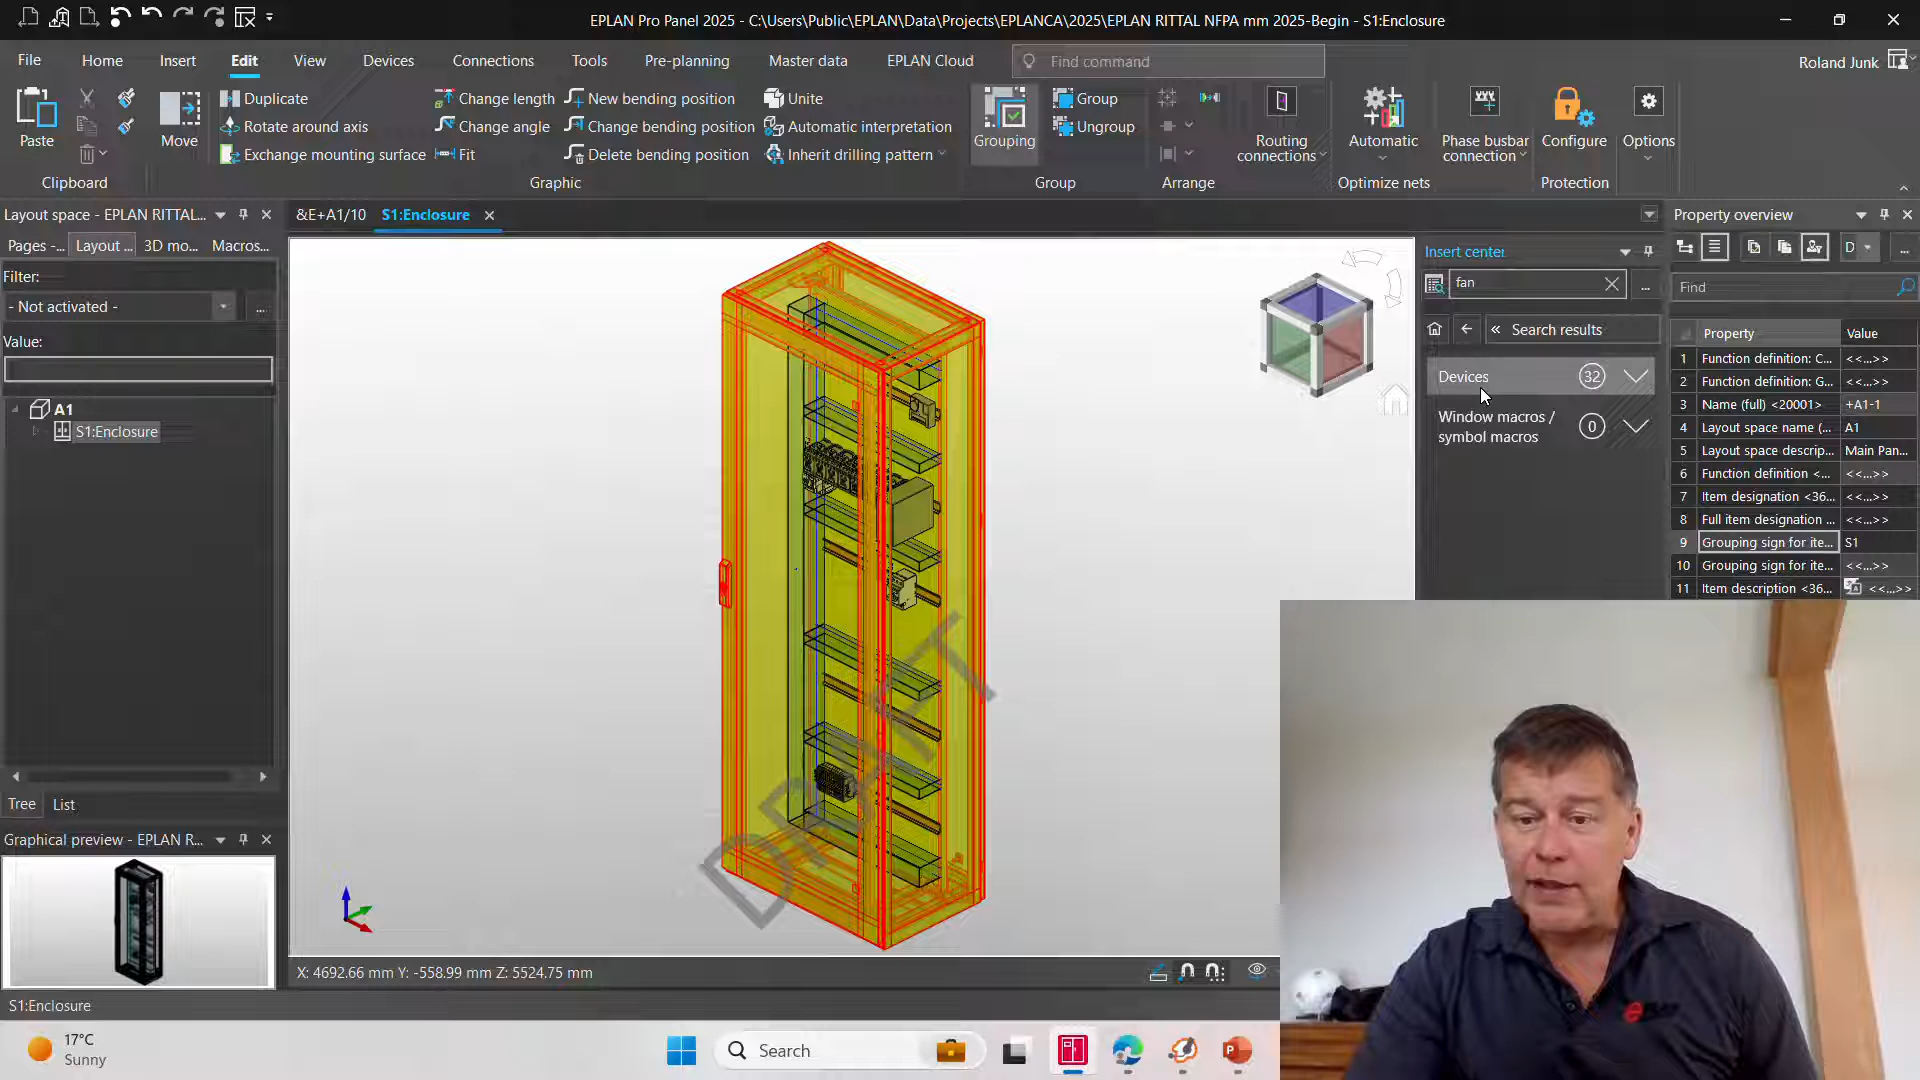 EPLAN Pro Panel 2025 - C:\Users\Public\EPLAN\Data\Projects\EPLANCA\2025\EPLAN RITTAL NFPA mm 2025-Begin - S1:Enclosure
File Home Insert Edit View Devices Connections Tools Pre-planning Master data EPLAN Cloud Find command Roland Junk
Paste
Move
Duplicate
Rotate around axis
Exchange mounting surface
Change length
Change angle
Fit
New bending position
Change bending position
Delete bending position
Unite
Automatic interpretation
Inherit drilling pattern
Grouping
Group
Ungroup
Routing
connections
Automatic
Phase busbar
connection
Configure
Options
Clipboard Graphic Group Arrange Optimize nets Protection
Layout space - EPLAN RITTAL...
Pages -... Layout ... 3D mo... Macros...
Filter:
- Not activated - ...
Value:
A1
S1:Enclosure
Tree List
Graphical preview - EPLAN R...
S1:Enclosure
&E+A1/10 S1:Enclosure
DRAFT
X: 4692.66 mm Y: -558.99 mm Z: 5524.75 mm
Insert center
fan ...
« Search results
Devices 32
Window macros /
symbol macros 0
Property overview
D ...
Find
Property Value
1 Function definition: C... <<...>>
2 Function definition: G... <<...>>
3 Name (full) <20001> +A1-1
4 Layout space name (... A1
5 Layout space descrip... Main Pan...
6 Function definition <... <<...>>
7 Item designation <36... <<...>>
8 Full item designation ... <<...>>
9 Grouping sign for ite... S1
10 Grouping sign for ite... <<...>>
11 Item description <36... <<...>>
17°C
Sunny
Search